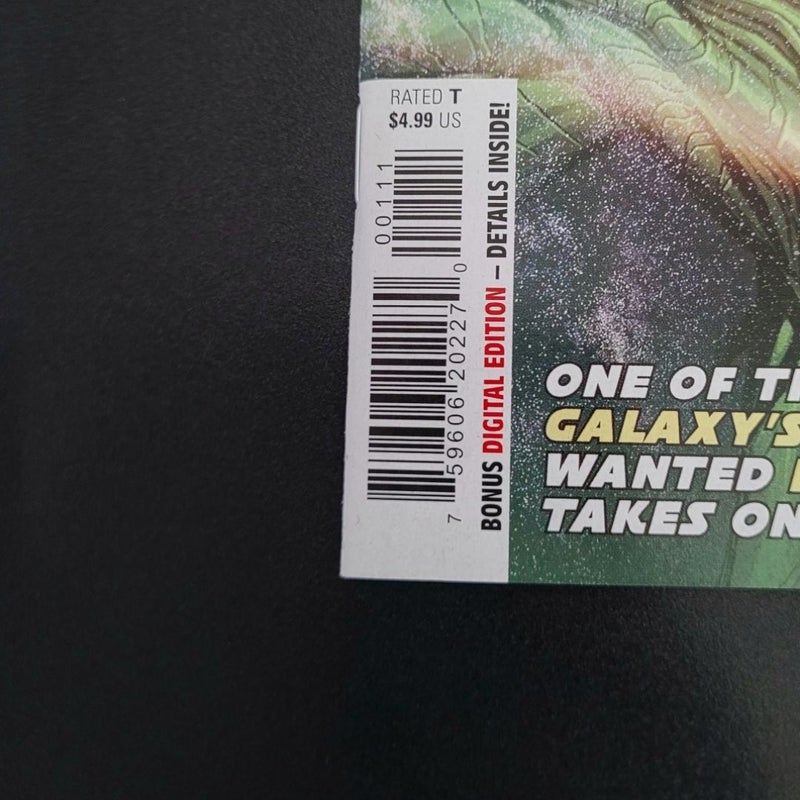 RATED T
$4.99 US
00111
7 59606 20227 0
BONUS DIGITAL EDITION – DETAILS INSIDE!
ONE OF
GALAXY'S
WANTED
TAKES ON